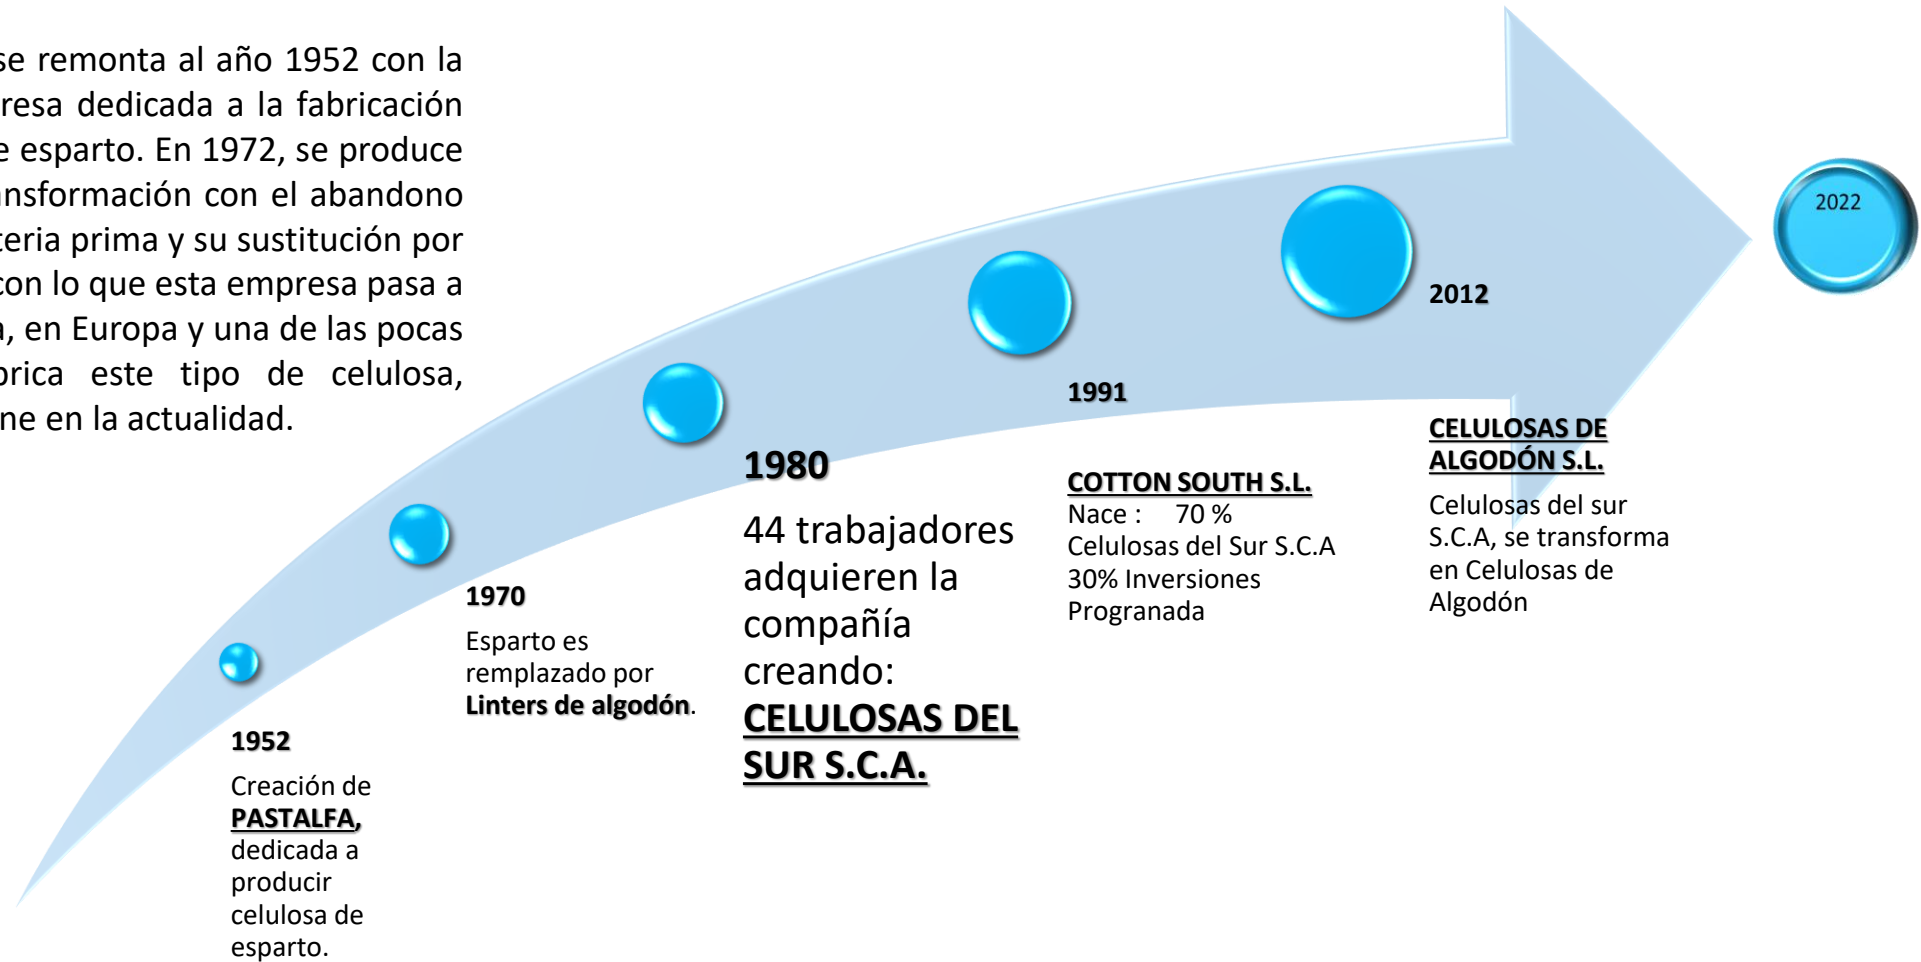 se remonta al año 1952 con la
resa dedicada a la fabricación
e esparto. En 1972, se produce
ansformación con el abandono
teria prima y su sustitución por
con lo que esta empresa pasa a
a, en Europa y una de las pocas
brica este tipo de celulosa,
ne en la actualidad.
1952
Creación de
PASTALFA,
dedicada a
producir
celulosa de
esparto.
1970
Esparto es
remplazado por
Linters de algodón.
1980
44 trabajadores
adquieren la
compañía
creando:
CELULOSAS DEL
SUR S.C.A.
1991
COTTON SOUTH S.L.
Nace : 70 %
Celulosas del Sur S.C.A
30% Inversiones
Progranada
2012
CELULOSAS DE
ALGODÓN S.L.
Celulosas del sur
S.C.A, se transforma
en Celulosas de
Algodón
2022